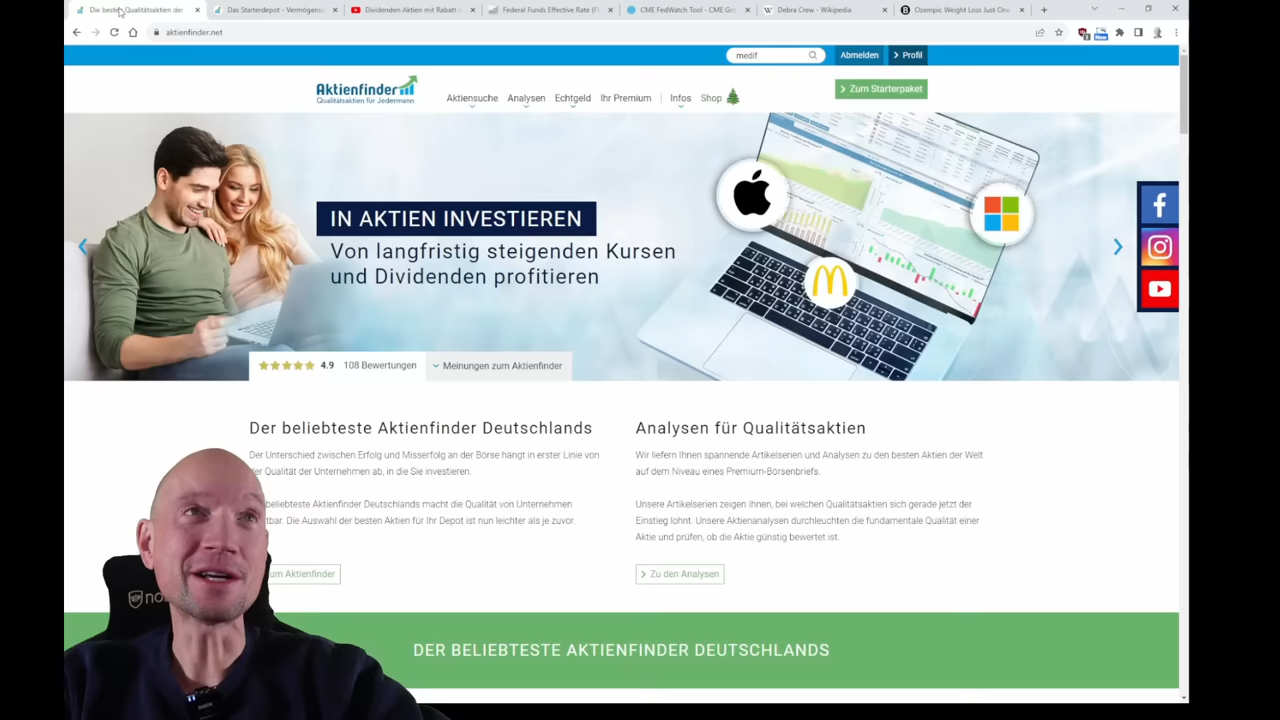 Die beste Qualitätsaktien der
Das Starterdepot - Vermögens
Dividenden Aktien mit Rabatt
Federal Funds Effective Rate (F
CME FedWatch Tool - CME Gr
Debra Crew - Wikipedia
Ozempic Weight Loss Just One
aktienfinder.net
New
medif
Abmelden
Profil
Aktienfinder
Qualitätsaktien für Jedermann
Aktiensuche
Analysen
Echtgeld
Ihr Premium
Infos
Shop
Zum Starterpaket
IN AKTIEN INVESTIEREN
Von langfristig steigenden Kursen
und Dividenden profitieren
4.9 108 Bewertungen
Meinungen zum Aktienfinder
Der beliebteste Aktienfinder Deutschlands
Der Unterschied zwischen Erfolg und Misserfolg an der Börse hängt in erster Linie von
der Qualität der Unternehmen ab, in die Sie investieren.
beliebteste Aktienfinder Deutschlands macht die Qualität von Unternehmen
tbar. Die Auswahl der besten Aktien für Ihr Depot ist nun leichter als je zuvor.
um Aktienfinder
Analysen für Qualitätsaktien
Wir liefern Ihnen spannende Artikelserien und Analysen zu den besten Aktien der Welt
auf dem Niveau eines Premium-Börsenbriefs.
Unsere Artikelserien zeigen Ihnen, bei welchen Qualitätsaktien sich gerade jetzt der
Einstieg lohnt. Unsere Aktienanalysen durchleuchten die fundamentale Qualität einer
Aktie und prüfen, ob die Aktie günstig bewertet ist.
Zu den Analysen
DER BELIEBTESTE AKTIENFINDER DEUTSCHLANDS